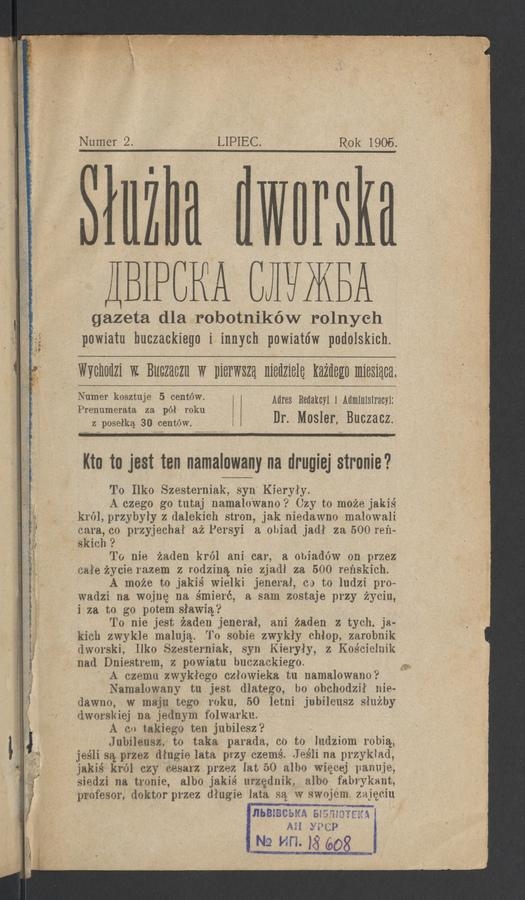 Numer 2. LIPIEC. Rok 1905.
Służba dworska
ДВІРСКА СЛУЖБА
gazeta dla robotników rolnych
powiatu buczackiego i innych powiatów podolskich.
Wychodzi w Buczaczu w pierwszą niedzielę każdego miesiąca.
Numer kosztuje 5 centów.
Prenumerata za pół roku
z posełką 30 centów.
Adres Redakcyi i Administracyi:
Dr. Mosler, Buczacz.
Kto to jest ten namalowany na drugiej stronie?
To Ilko Szesterniak, syn Kieryły.
A czego go tutaj namalowano? Czy to może jakiś
król, przybyły z dalekich stron, jak niedawno malowali
cara, co przyjechał aż Persyi a obiad jadł za 500 reń-
skich?
To nie żaden król ani car, a obiadów on przez
całe życie razem z rodziną nie zjadł za 500 reńskich.
A może to jakiś wielki jenerał, co to ludzi pro-
wadzi na wojnę na śmierć, a sam zostaje przy życiu,
i za to go potem sławią?
To nie jest żaden jenerał, ani żaden z tych. ja-
kich zwykle malują. To sobie zwykły chłop, zarobnik
dworski, Ilko Szesterniak, syn Kieryły, z Kościelnik
nad Dniestrem, z powiatu buczackiego.
A czemu zwykłego człowieka tu namalowano?
Namalowany tu jest dlatego, bo obchodził nie-
dawno, w maju tego roku, 50 letni jubileusz służby
dworskiej na jednym folwarku.
A co takiego ten jubilesz?
Jubileusz, to taka parada, co to ludziom robią,
jeśli są przez długie lata przy czemś. Jeśli na przykład,
jakiś król czy cesarz przez lat 50 albo więcej panuje,
siedzi na tronie, albo jakiś urzędnik, albo fabrykant,
profesor, doktor przez długie lata są w swojem zajęciu
ЛЬВІВСЬКА БІБЛІОТЕКА
АН УРСР
№ ИП. 18608